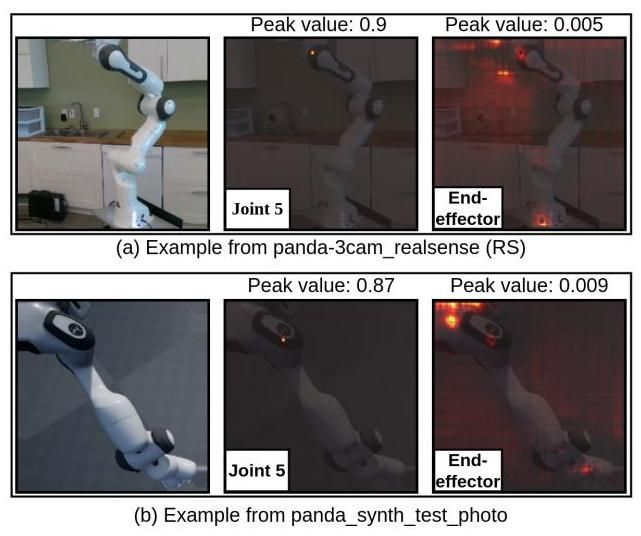 Peak value: 0.9
Peak value: 0.005
Joint 5
End-
effector
(a) Example from panda-3cam_realsense (RS)
Peak value: 0.87
Peak value: 0.009
Joint 5
End-
effector
(b) Example from panda_synth_test_photo